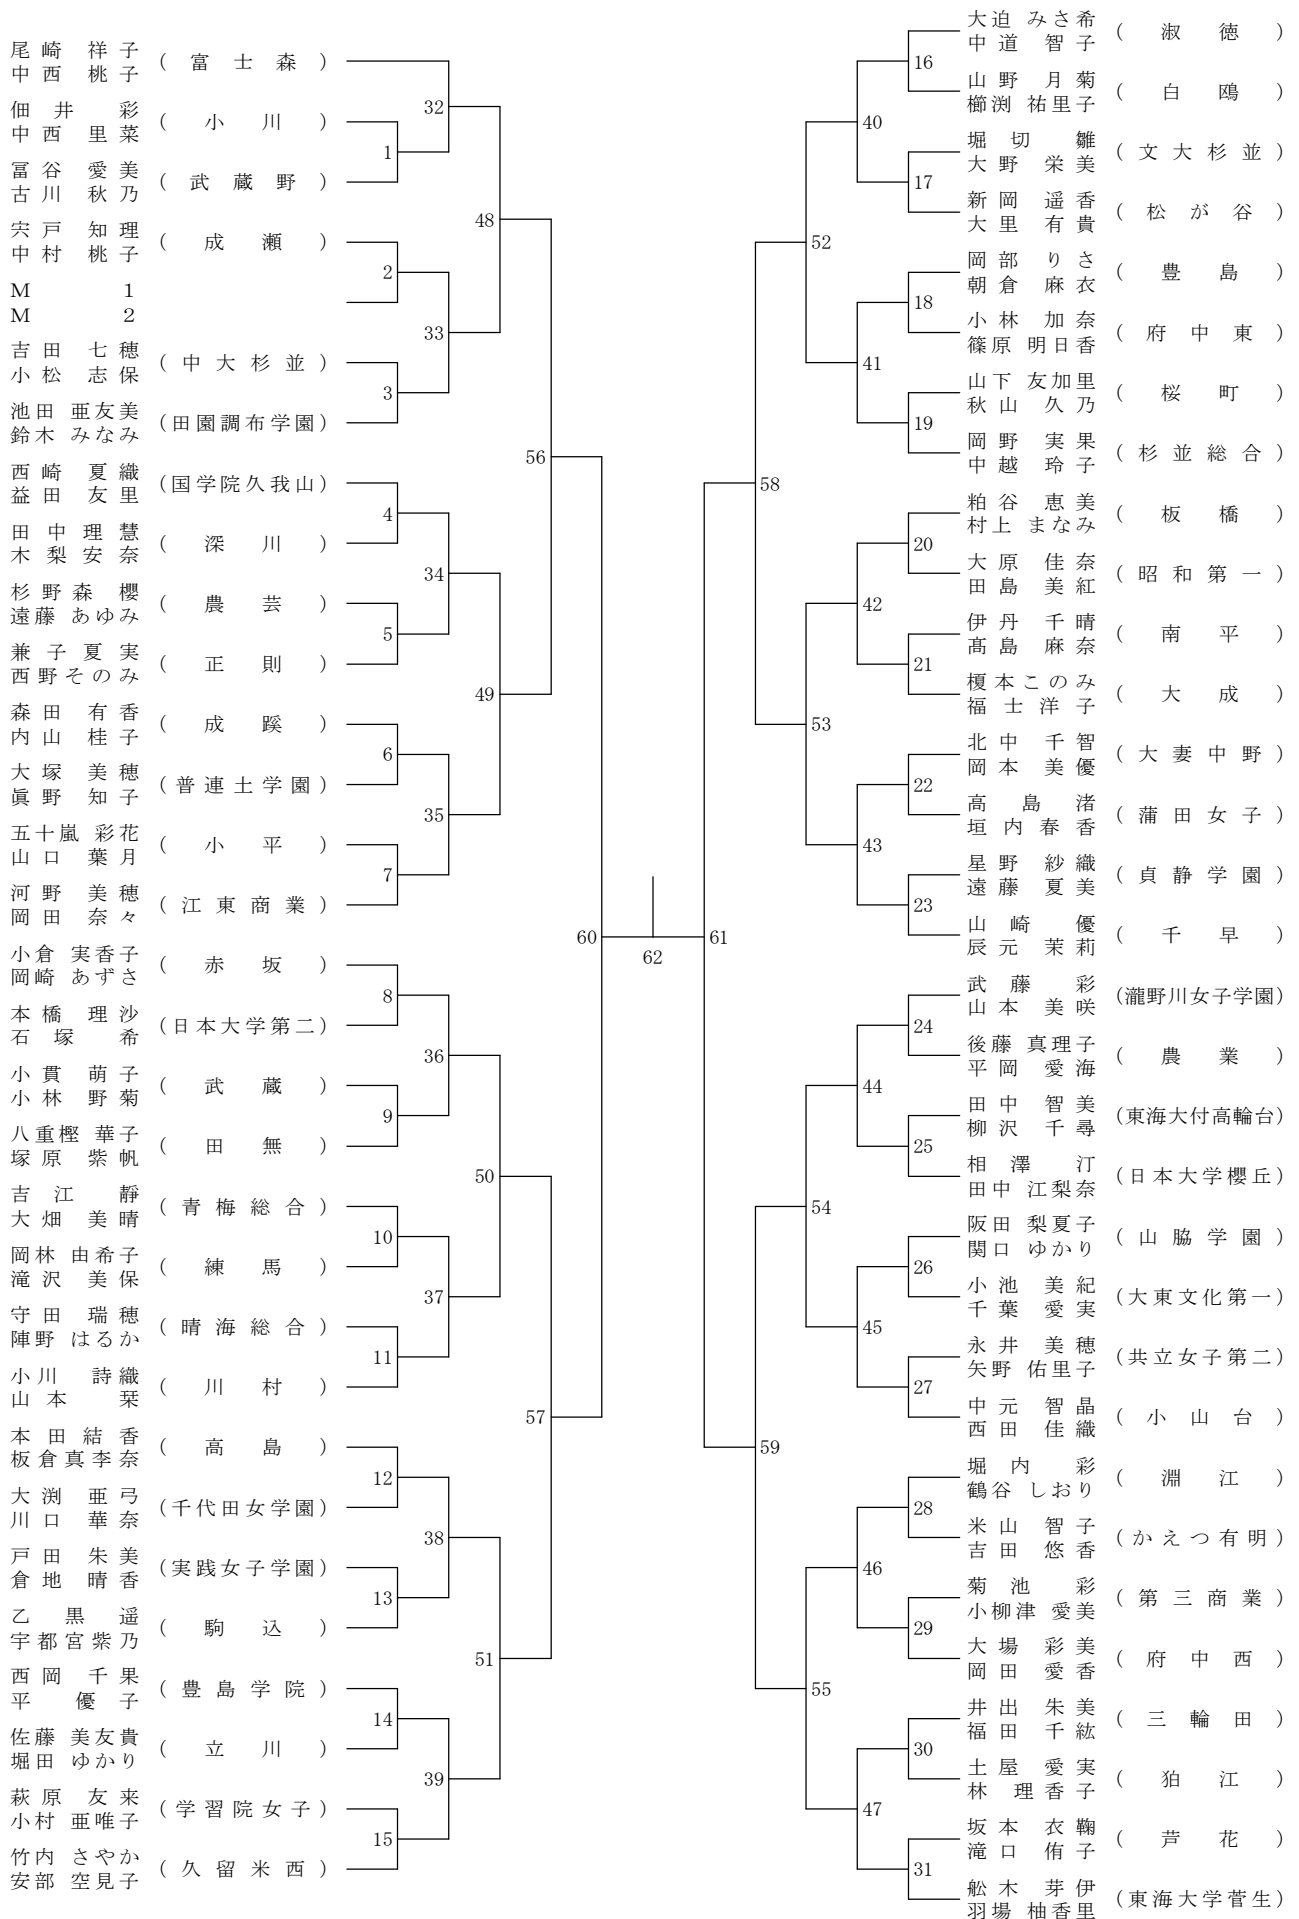 尾崎 祥子
中西 桃子 (富士森)
佃井 彩
中西 里菜 (小川)
冨谷 愛美
古川 秋乃 (武蔵野)
宍戸 知理
中村 桃子 (成瀬)
M 1
M 2
吉田 七穂
小松 志保 (中大杉並)
池田 亜友美
鈴木 みなみ (田園調布学園)
西崎 夏織
益田 友里 (国学院久我山)
田中理慧
木梨安奈 (深川)
杉野森 櫻
遠藤 あゆみ (農芸)
兼子夏実
西野そのみ (正則)
森田 有香
内山 桂子 (成蹊)
大塚 美穂
眞野 知子 (普連土学園)
五十嵐 彩花
山口 葉月 (小平)
河野 美穂
岡田 奈々 (江東商業)
小倉 実香子
岡崎 あずさ (赤坂)
本橋 理沙
石塚 希 (日本大学第二)
小貫 萌子
小林 野菊 (武蔵)
八重樫 華子
塚原 紫帆 (田無)
吉江 靜
大畑 美晴 (青梅総合)
岡林 由希子
滝沢 美保 (練馬)
守田 瑞穂
陣野 はるか (晴海総合)
小川 詩織
山本 栞 (川村)
本田結香
板倉真李奈 (高島)
大渕 亜弓
川口 華奈 (千代田女学園)
戸田 朱美
倉地 晴香 (実践女子学園)
乙黒遥
宇都宮紫乃 (駒込)
西岡 千果
平 優子 (豊島学院)
佐藤 美友貴
堀田 ゆかり (立川)
萩原 友来
小村 亜唯子 (学習院女子)
竹内 さやか
安部 空見子 (久留米西)
1
2
3
4
5
6
7
8
9
10
11
12
13
14
15
32
33
34
35
36
37
38
39
48
49
50
51
56
57
60
62
61
58
59
52
53
54
55
40
41
42
43
44
45
46
47
16
17
18
19
20
21
22
23
24
25
26
27
28
29
30
31
大迫 みさ希
中道 智子 (淑徳)
山野 月菊
櫛渕 祐里子 (白鴎)
堀切 雛
大野 栄美 (文大杉並)
新岡 遥香
大里 有貴 (松が谷)
岡部 りさ
朝倉 麻衣 (豊島)
小林 加奈
篠原 明日香 (府中東)
山下 友加里
秋山 久乃 (桜町)
岡野 実果
中越 玲子 (杉並総合)
粕谷 恵美
村上 まなみ (板橋)
大原 佳奈
田島 美紅 (昭和第一)
伊丹 千晴
髙島 麻奈 (南平)
榎本このみ
福士洋子 (大成)
北中 千智
岡本 美優 (大妻中野)
高島 渚
垣内春香 (蒲田女子)
星野 紗織
遠藤 夏美 (貞静学園)
山崎 優
辰元 茉莉 (千早)
武藤 彩
山本 美咲 (瀧野川女子学園)
後藤 真理子
平岡 愛海 (農業)
田中 智美
柳沢 千尋 (東海大付高輪台)
相澤 汀
田中 江梨奈 (日本大学櫻丘)
阪田 梨夏子
関口 ゆかり (山脇学園)
小池 美紀
千葉 愛実 (大東文化第一)
永井 美穂
矢野 佑里子 (共立女子第二)
中元 智晶
西田 佳織 (小山台)
堀内 彩
鶴谷 しおり (淵江)
米山 智子
吉田 悠香 (かえつ有明)
菊池 彩
小柳津 愛美 (第三商業)
大場 彩美
岡田 愛香 (府中西)
井出 朱美
福田 千紘 (三輪田)
土屋 愛実
林 理香子 (狛江)
坂本 衣鞠
滝口 侑子 (芦花)
舩木 芽伊
羽場 柚香里 (東海大学菅生)